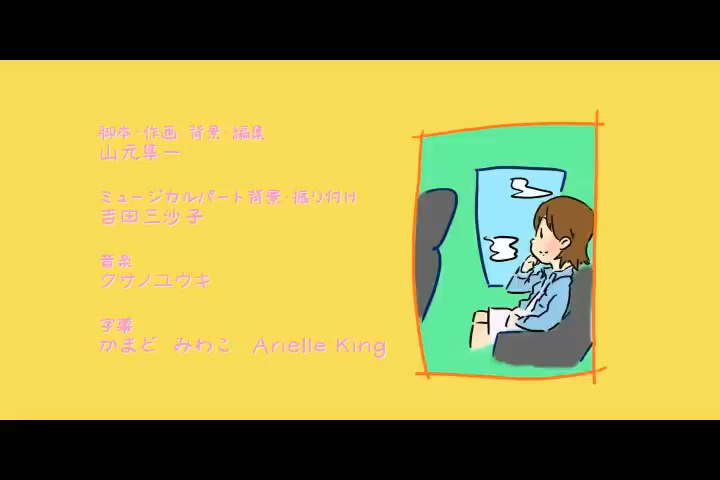 脚本・作画 背景・編集
山元隼一
ミュージカルパート背景・振り付け
吉田三沙子
音楽
クサノユウキ
字幕
かまど みわこ Arielle King